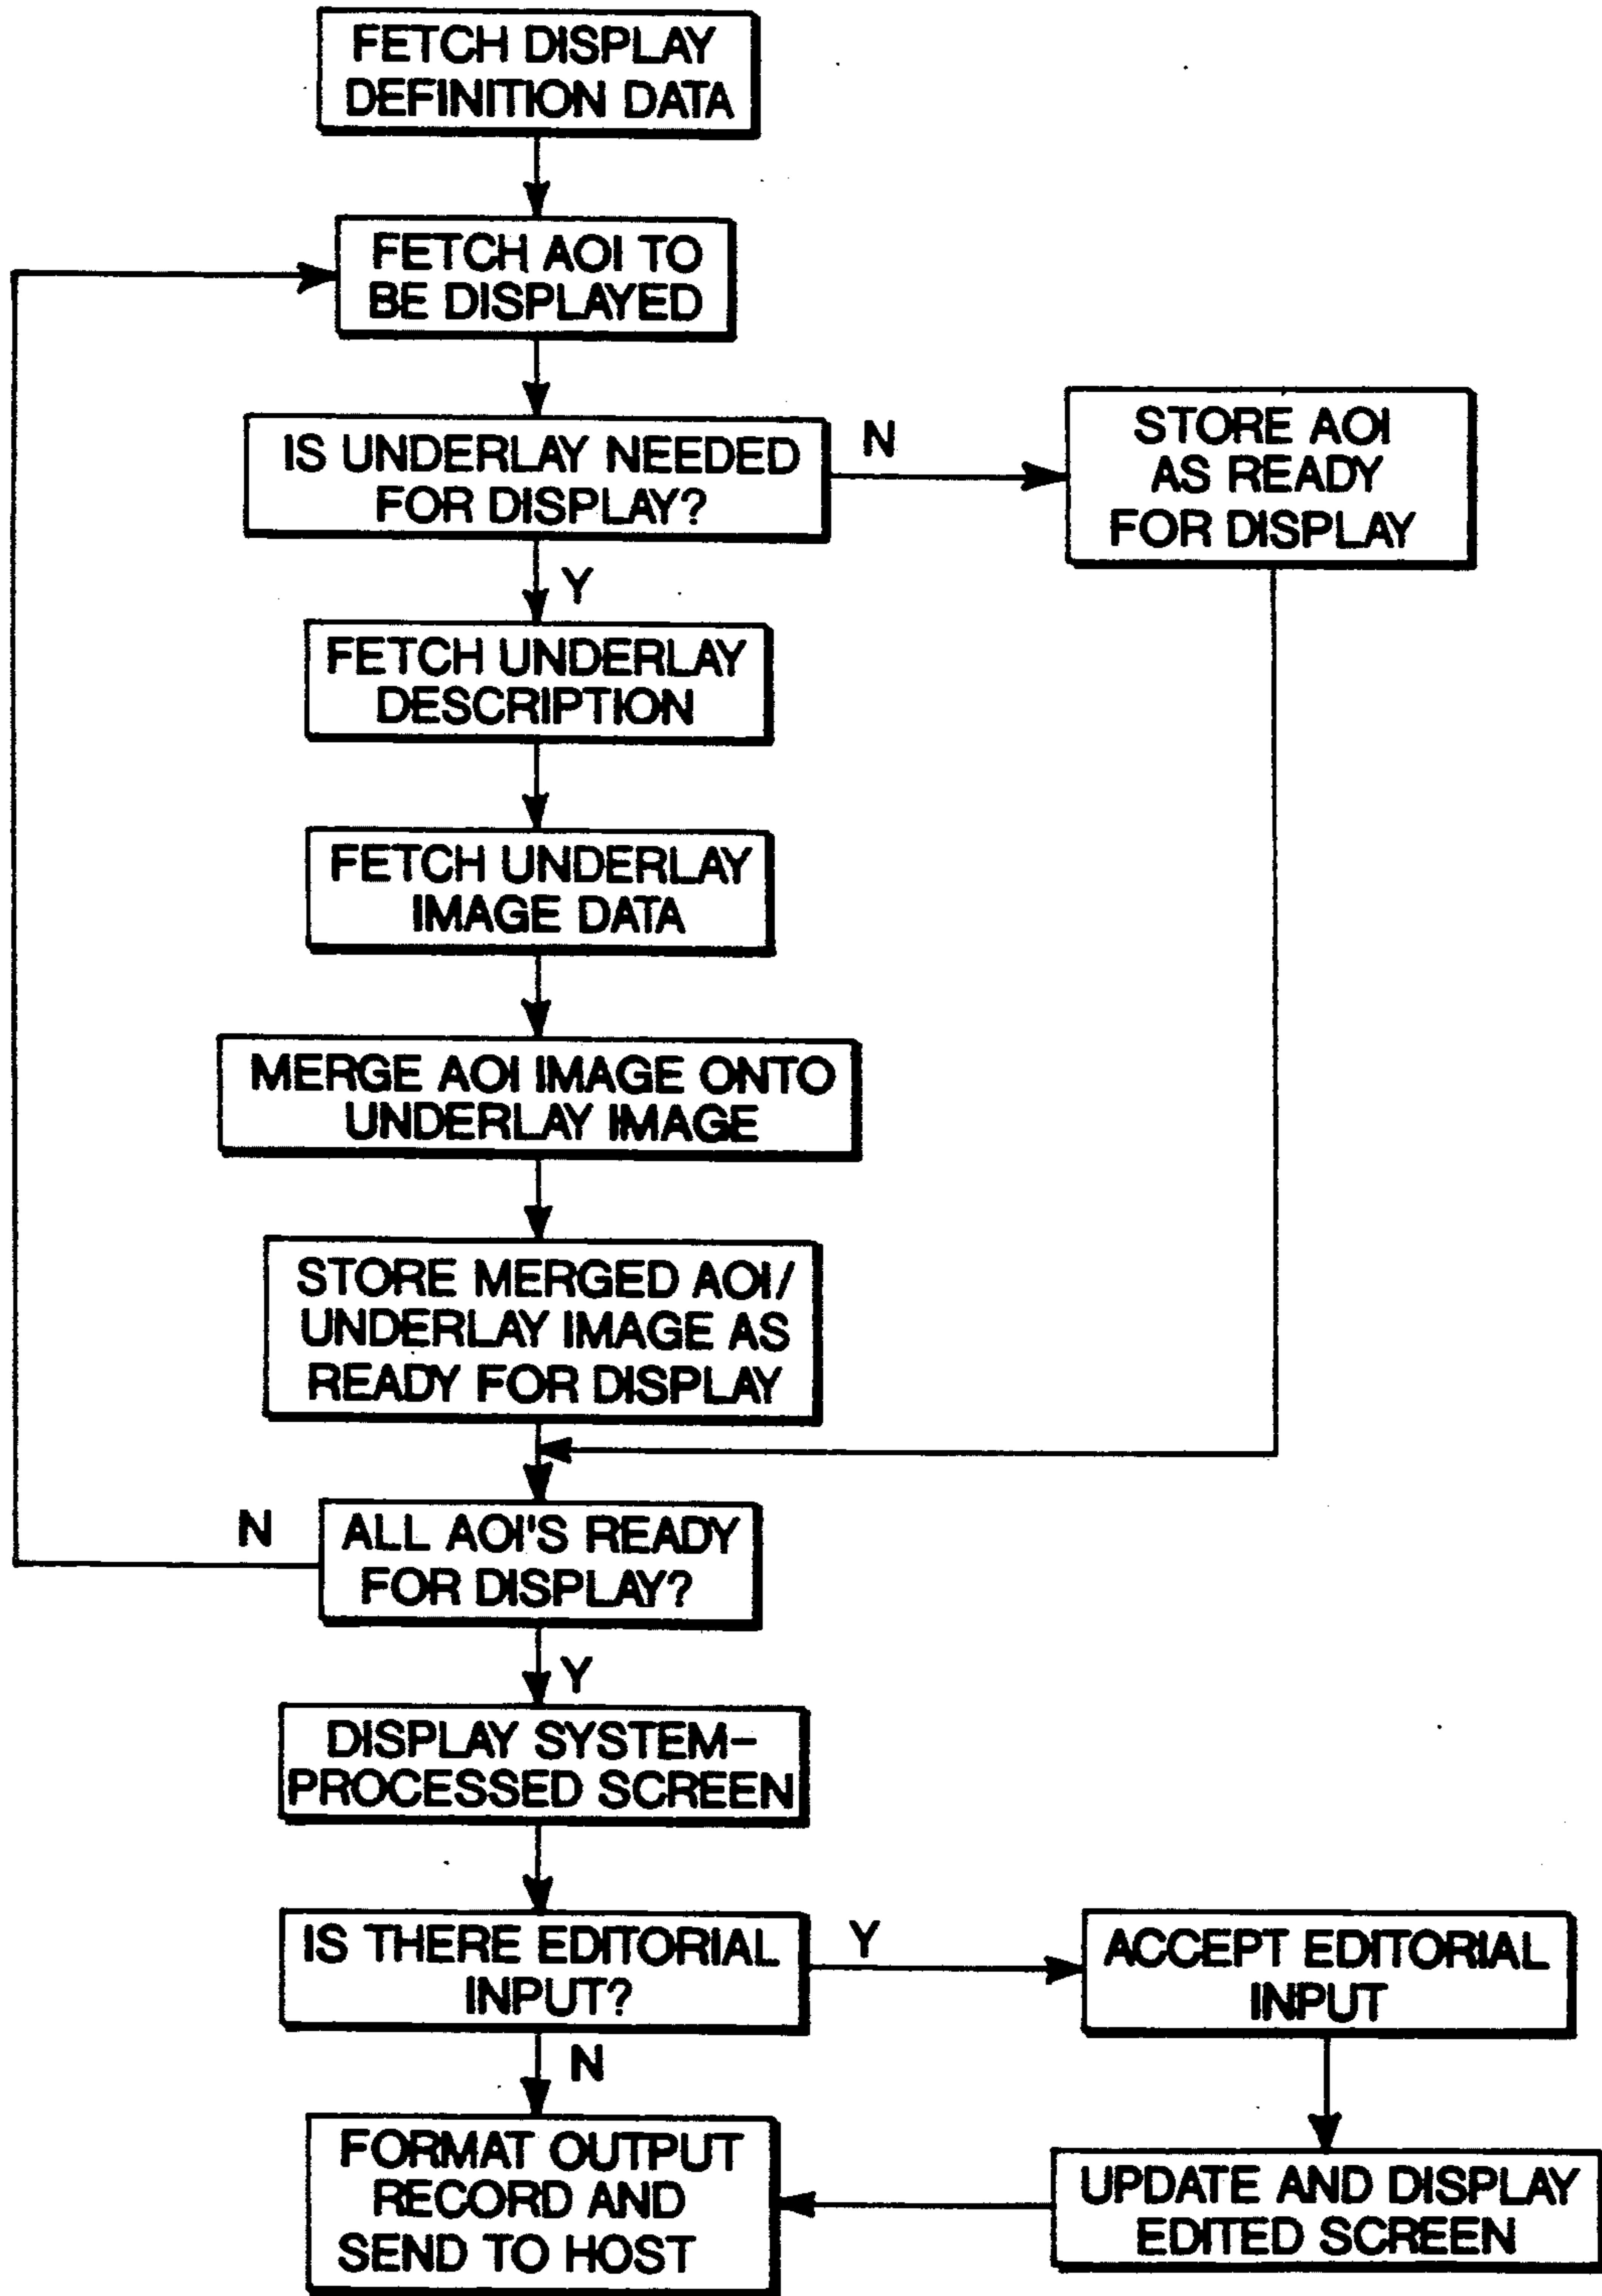 FETCH DISPLAY
DEFINITION DATA
FETCH AOI TO
BE DISPLAYED
IS UNDERLAY NEEDED
FOR DISPLAY?
N
STORE AOI
AS READY
FOR DISPLAY
Y
FETCH UNDERLAY
DESCRIPTION
FETCH UNDERLAY
IMAGE DATA
MERGE AOI IMAGE ONTO
UNDERLAY IMAGE
STORE MERGED AOI/
UNDERLAY IMAGE AS
READY FOR DISPLAY
N
ALL AOI'S READY
FOR DISPLAY?
Y
DISPLAY SYSTEM-
PROCESSED SCREEN
IS THERE EDITORIAL
INPUT?
Y
ACCEPT EDITORIAL
INPUT
N
FORMAT OUTPUT
RECORD AND
SEND TO HOST
UPDATE AND DISPLAY
EDITED SCREEN